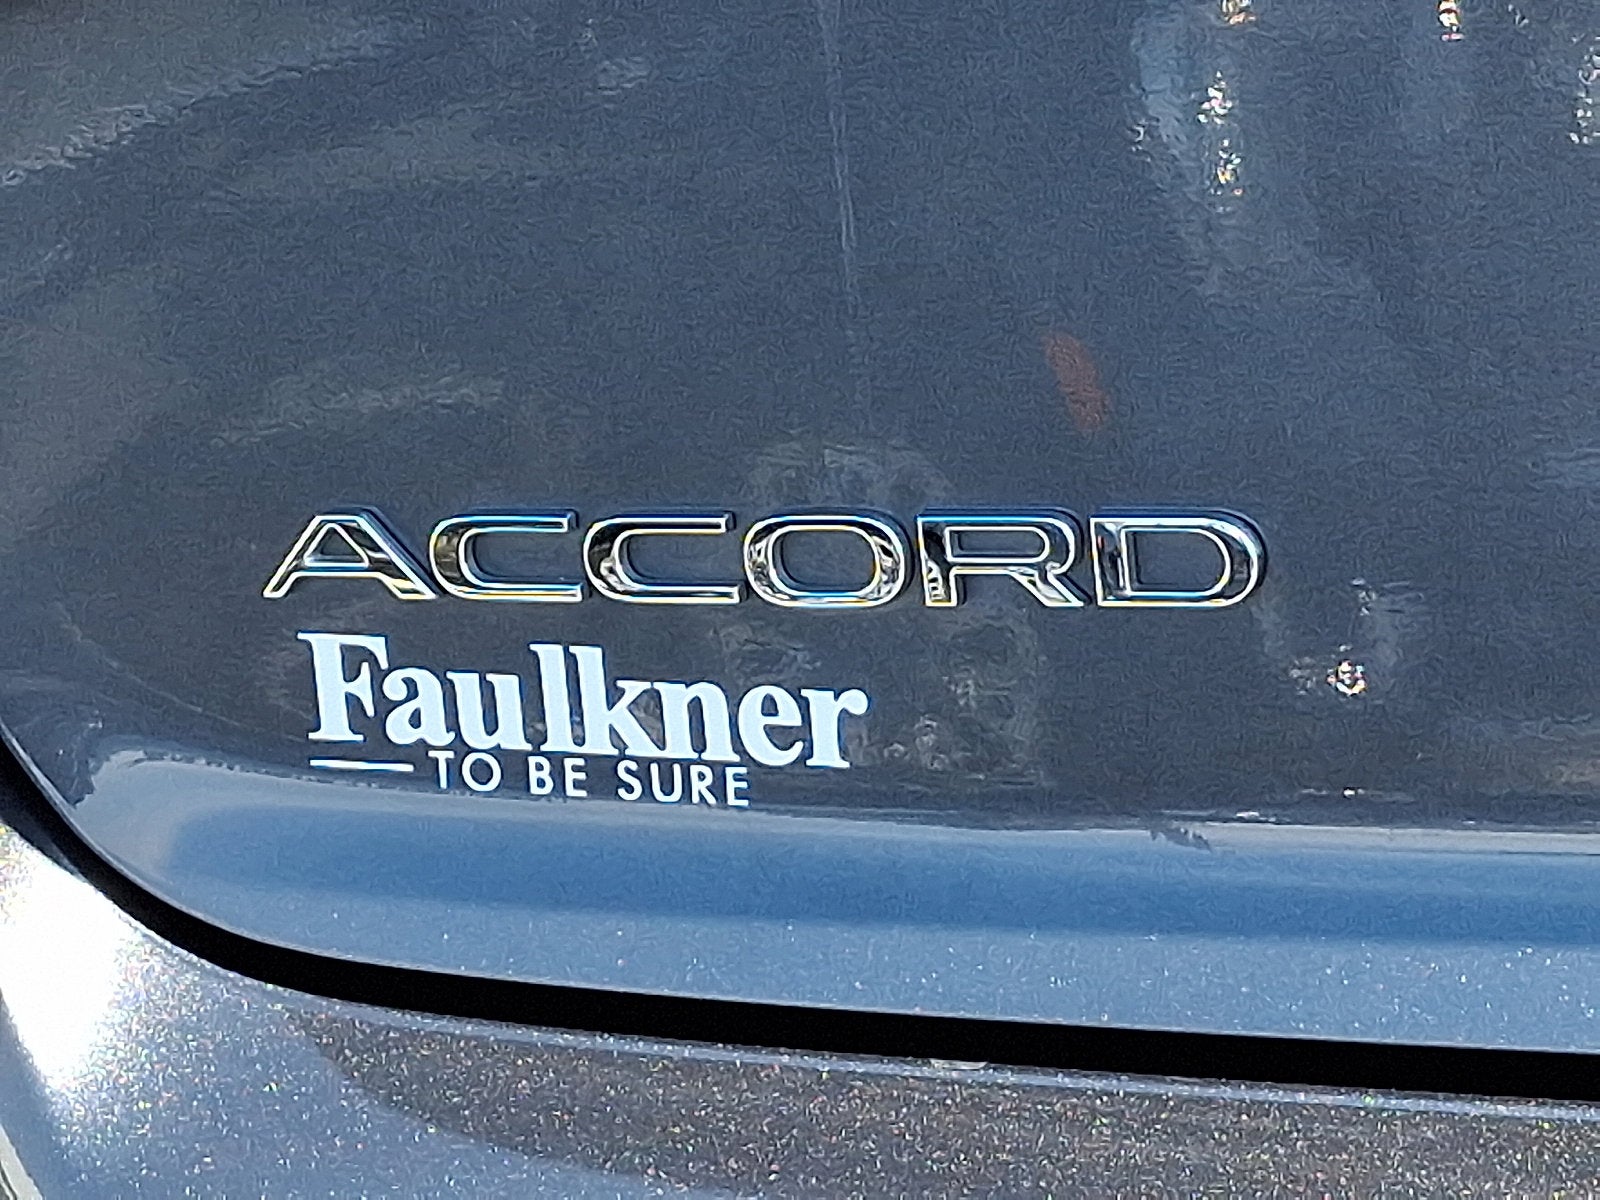 ACCORD
Faulkner
TO BE SURE